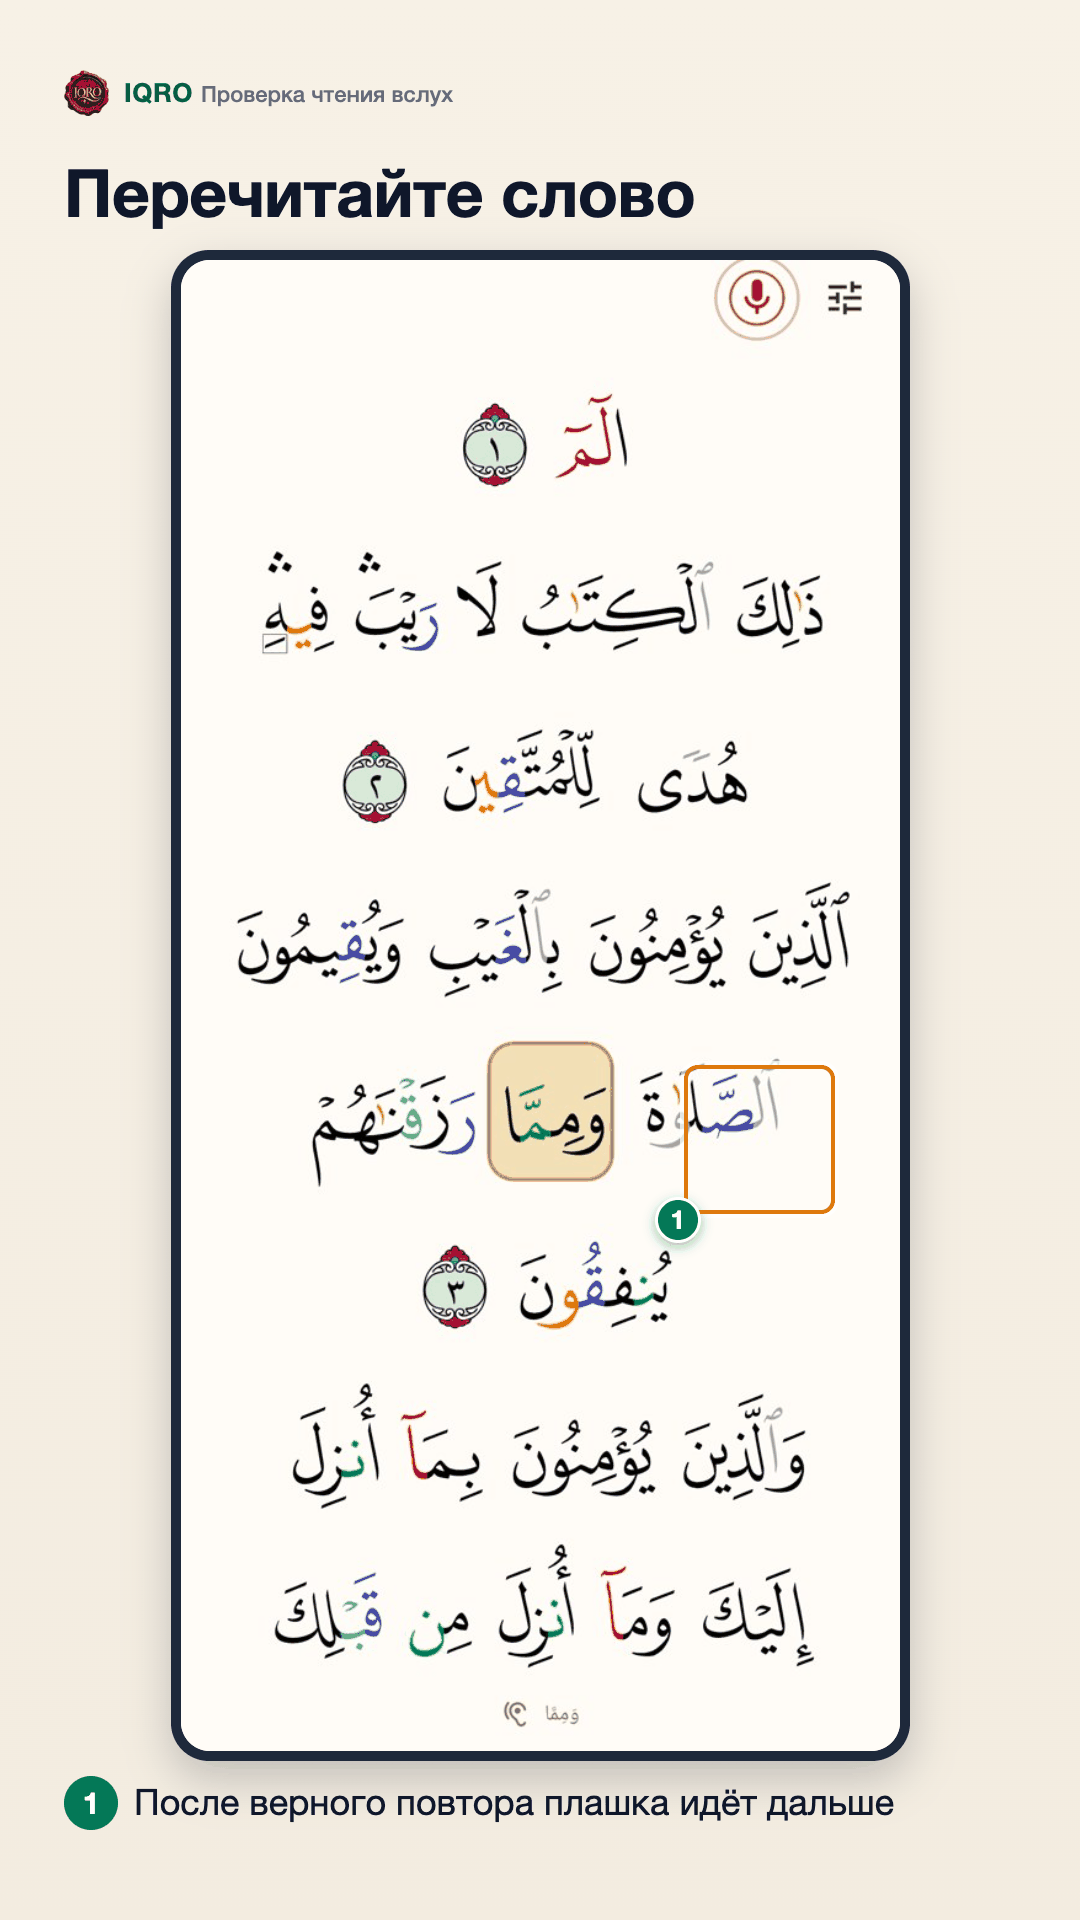 IQRO Проверка чтения вслух
Перечитайте слово
الٓمٓ ١
ذَٰلِكَ ٱلْكِتَٰبُ لَا رَيْبَ ۛ فِيهِ ۛ
هُدًى لِّلْمُتَّقِينَ ٢
ٱلَّذِينَ يُؤْمِنُونَ بِٱلْغَيْبِ وَيُقِيمُونَ
ٱلصَّلَوٰةَ وَمِمَّا رَزَقْنَٰهُمْ
1
يُنفِقُونَ ٣
وَٱلَّذِينَ يُؤْمِنُونَ بِمَآ أُنزِلَ
إِلَيْكَ وَمَآ أُنزِلَ مِن قَبْلِكَ
وَمِمَّا
1 После верного повтора плашка идёт дальше